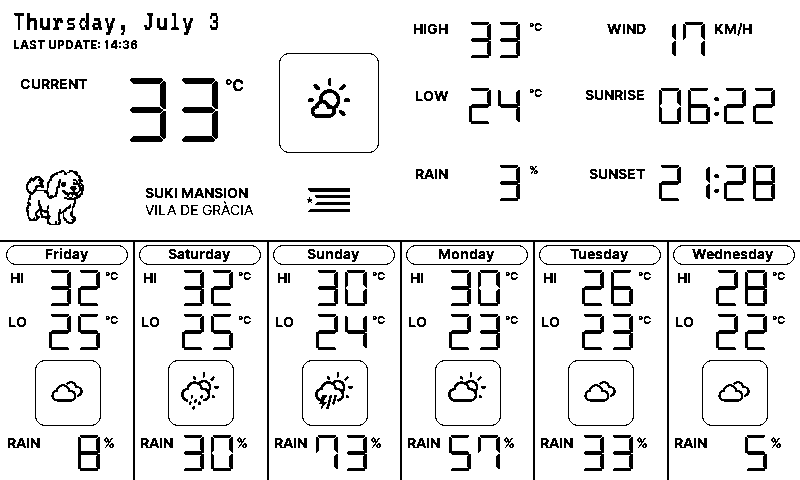 Thursday, July 3
LAST UPDATE: 14:36
CURRENT 33 °C
SUKI MANSION
VILA DE GRÀCIA
HIGH 33 °C
LOW 24 °C
RAIN 3 %
WIND 17 KM/H
SUNRISE 06:22
SUNSET 21:28
Friday
HI 32 °C
LO 25 °C
RAIN 8 %
Saturday
HI 32 °C
LO 25 °C
RAIN 30 %
Sunday
HI 30 °C
LO 24 °C
RAIN 73 %
Monday
HI 30 °C
LO 23 °C
RAIN 57 %
Tuesday
HI 26 °C
LO 23 °C
RAIN 33 %
Wednesday
HI 28 °C
LO 22 °C
RAIN 5 %